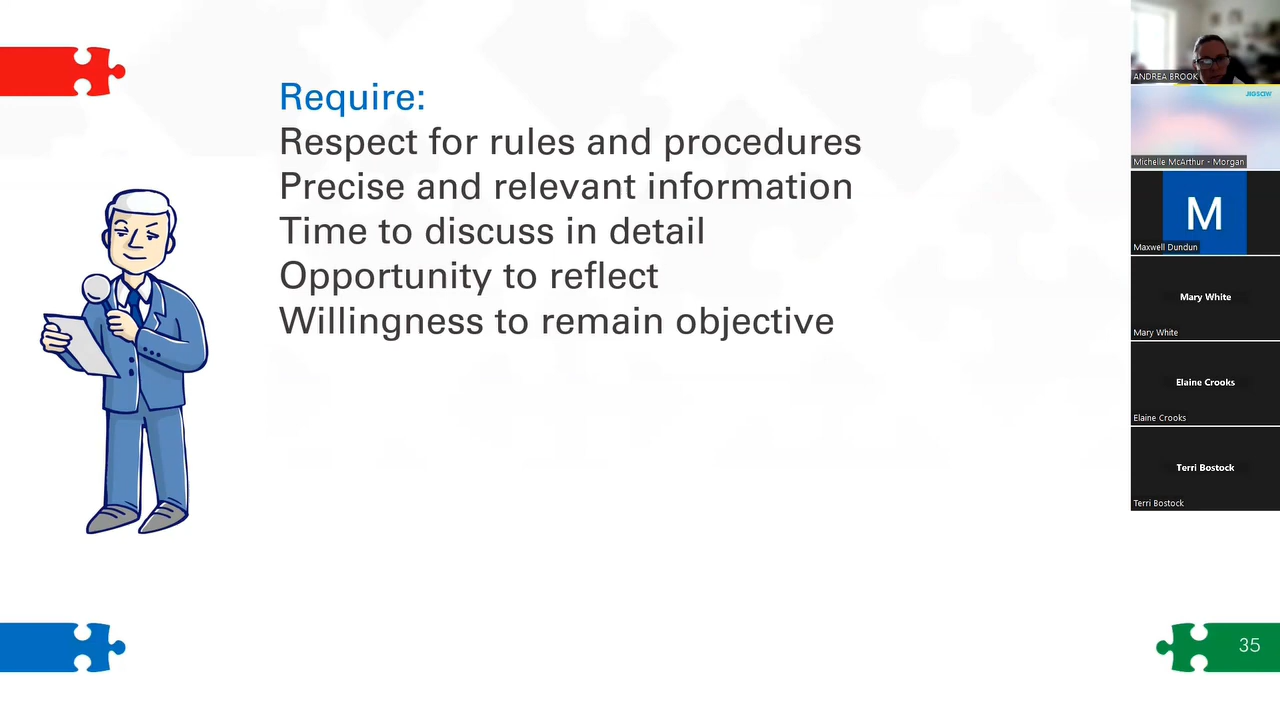 Require:
Respect for rules and procedures
Precise and relevant information
Time to discuss in detail
Opportunity to reflect
Willingness to remain objective
35
ANDREA BROOK
JIGSAW
Michelle McArthur - Morgan
M
Maxwell Dundun
Mary White
Mary White
Elaine Crooks
Elaine Crooks
Terri Bostock
Terri Bostock